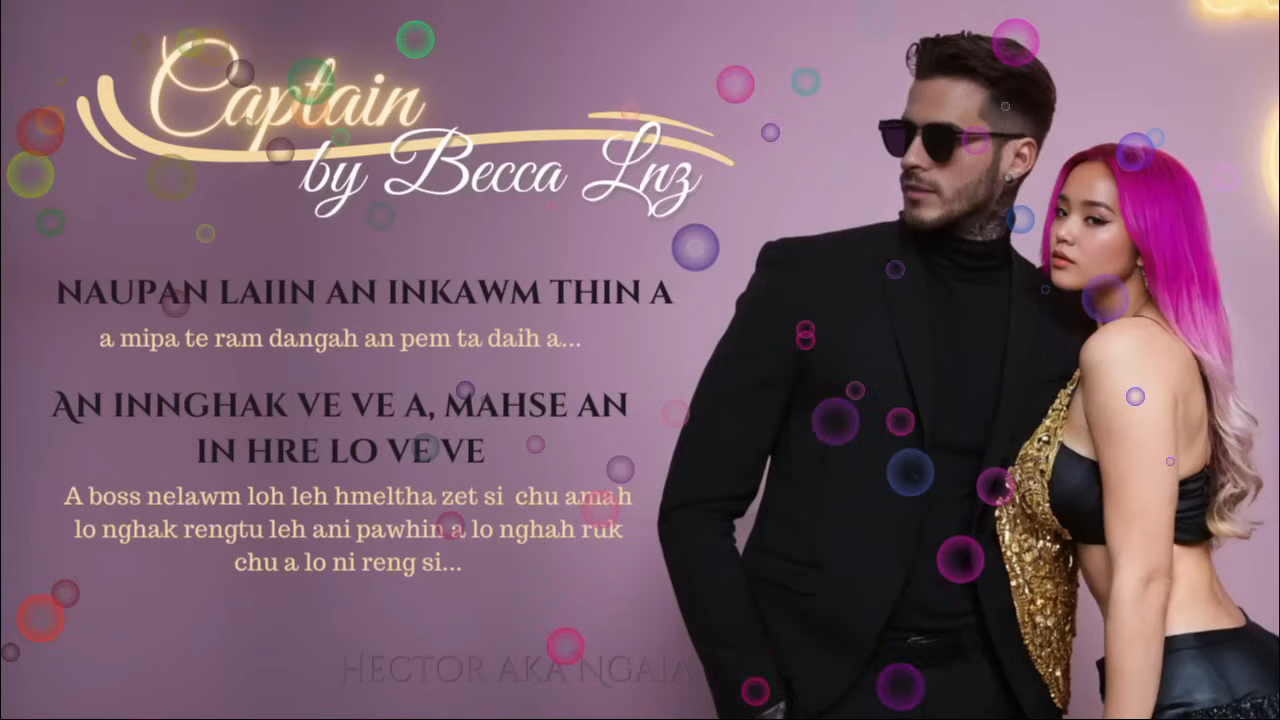 Captain
by Becca Lnz
NAUPAN LAIIN AN INKAWM THIN A
a mipa te ram dangah an pem ta daih a...
AN INNGHAK VE VE A, MAHSE AN
IN HRE LO VE VE
A boss nelawm loh leh hmeltha zet si chu amah
lo nghak rengtu leh ani pawhin a lo nghah ruk
chu a lo ni reng si...
HECTOR AKA NGAIA